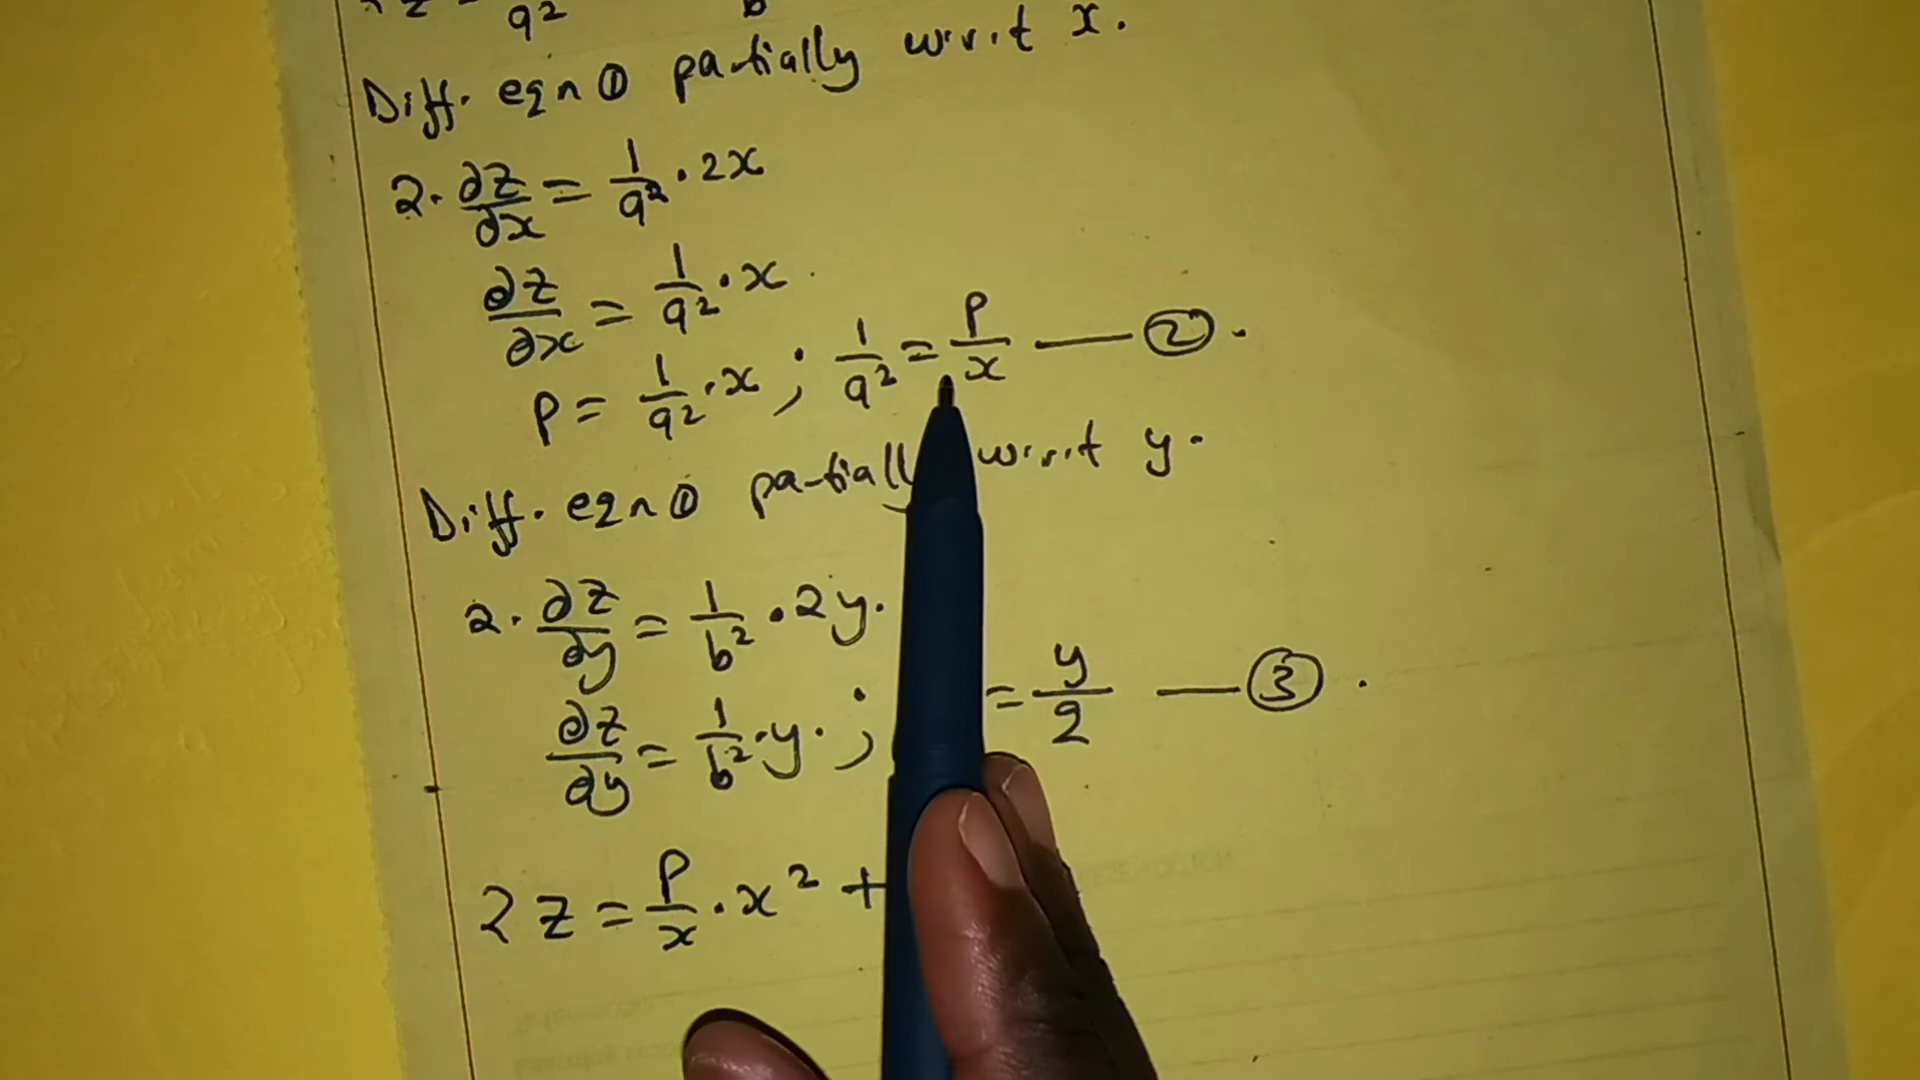 Diff. eqn ① partially w.r.t x.
2. ∂z/∂x = 1/a² . 2x
∂z/∂x = 1/a² . x
p = 1/a² . x ; 1/a² = p/x —— ②.
Diff. eqn ① partially w.r.t y.
2. ∂z/∂y = 1/b² . 2y.
∂z/∂y = 1/b² . y. ; = y/2 —— ③.
2z = p/x . x² +